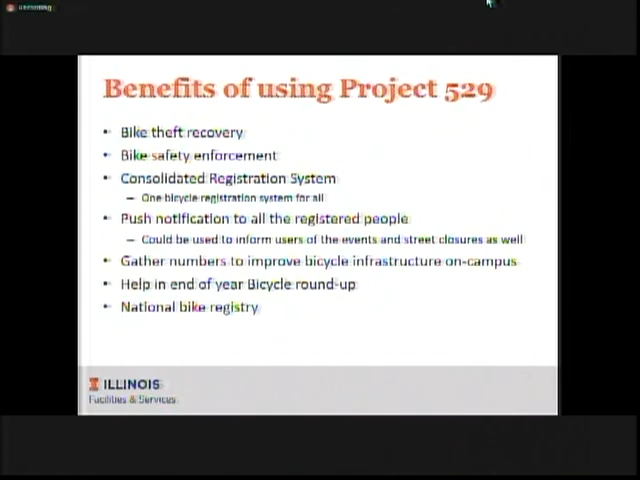 Benefits of using Project 529
• Bike theft recovery
• Bike safety enforcement
• Consolidated Registration System
– One bicycle registration system for all
• Push notification to all the registered people
– Could be used to inform users of the events and street closures as well
• Gather numbers to improve bicycle infrastructure on-campus
• Help in end of year Bicycle round-up
• National bike registry
I ILLINOIS
Facilities & Services